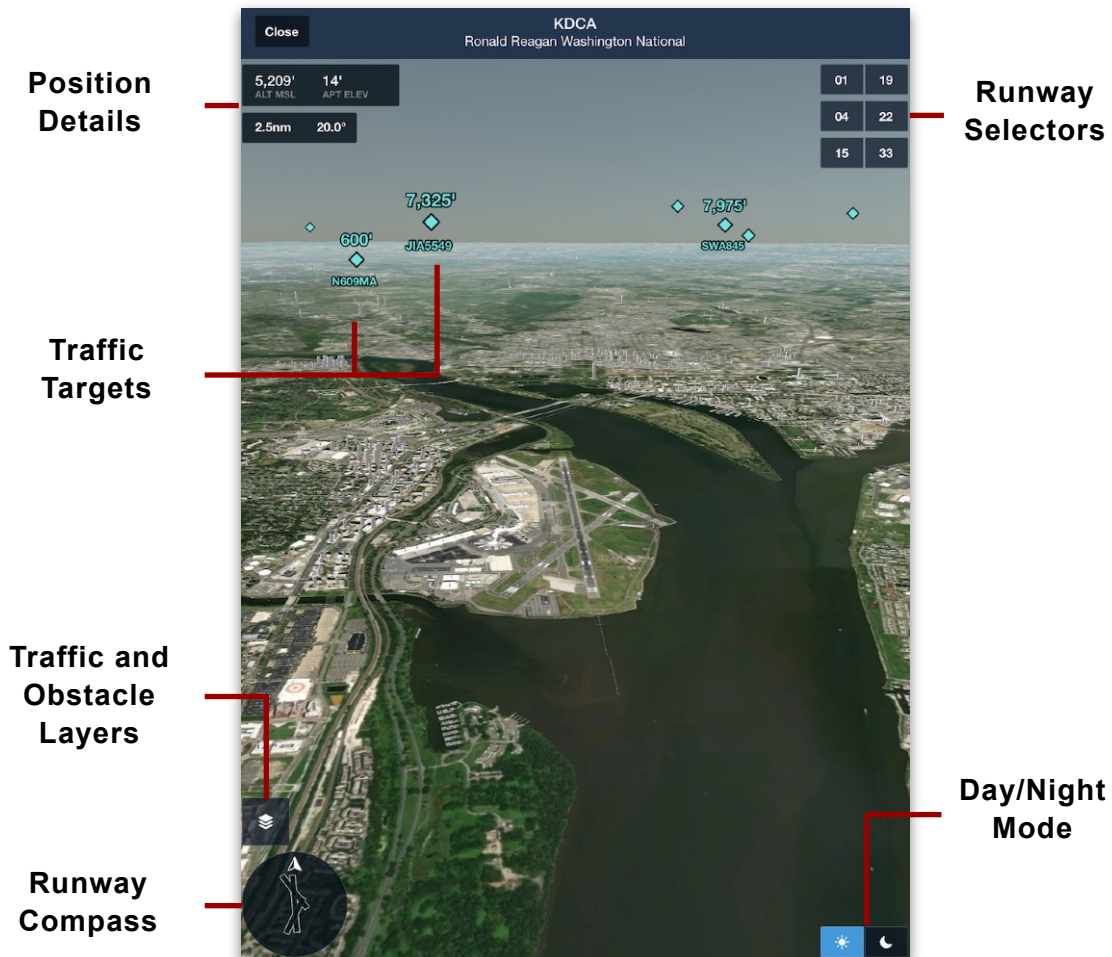 Close
KDCA
Ronald Reagan Washington National
Position
Details
5,209' 14'
ALT MSL APT ELEV
2.5nm 20.0°
01 19
04 22
15 33
Runway
Selectors
7,325'
JIA5549
600'
N609MA
7,975'
SWA845
Traffic
Targets
Traffic and
Obstacle
Layers
Day/Night
Mode
Runway
Compass